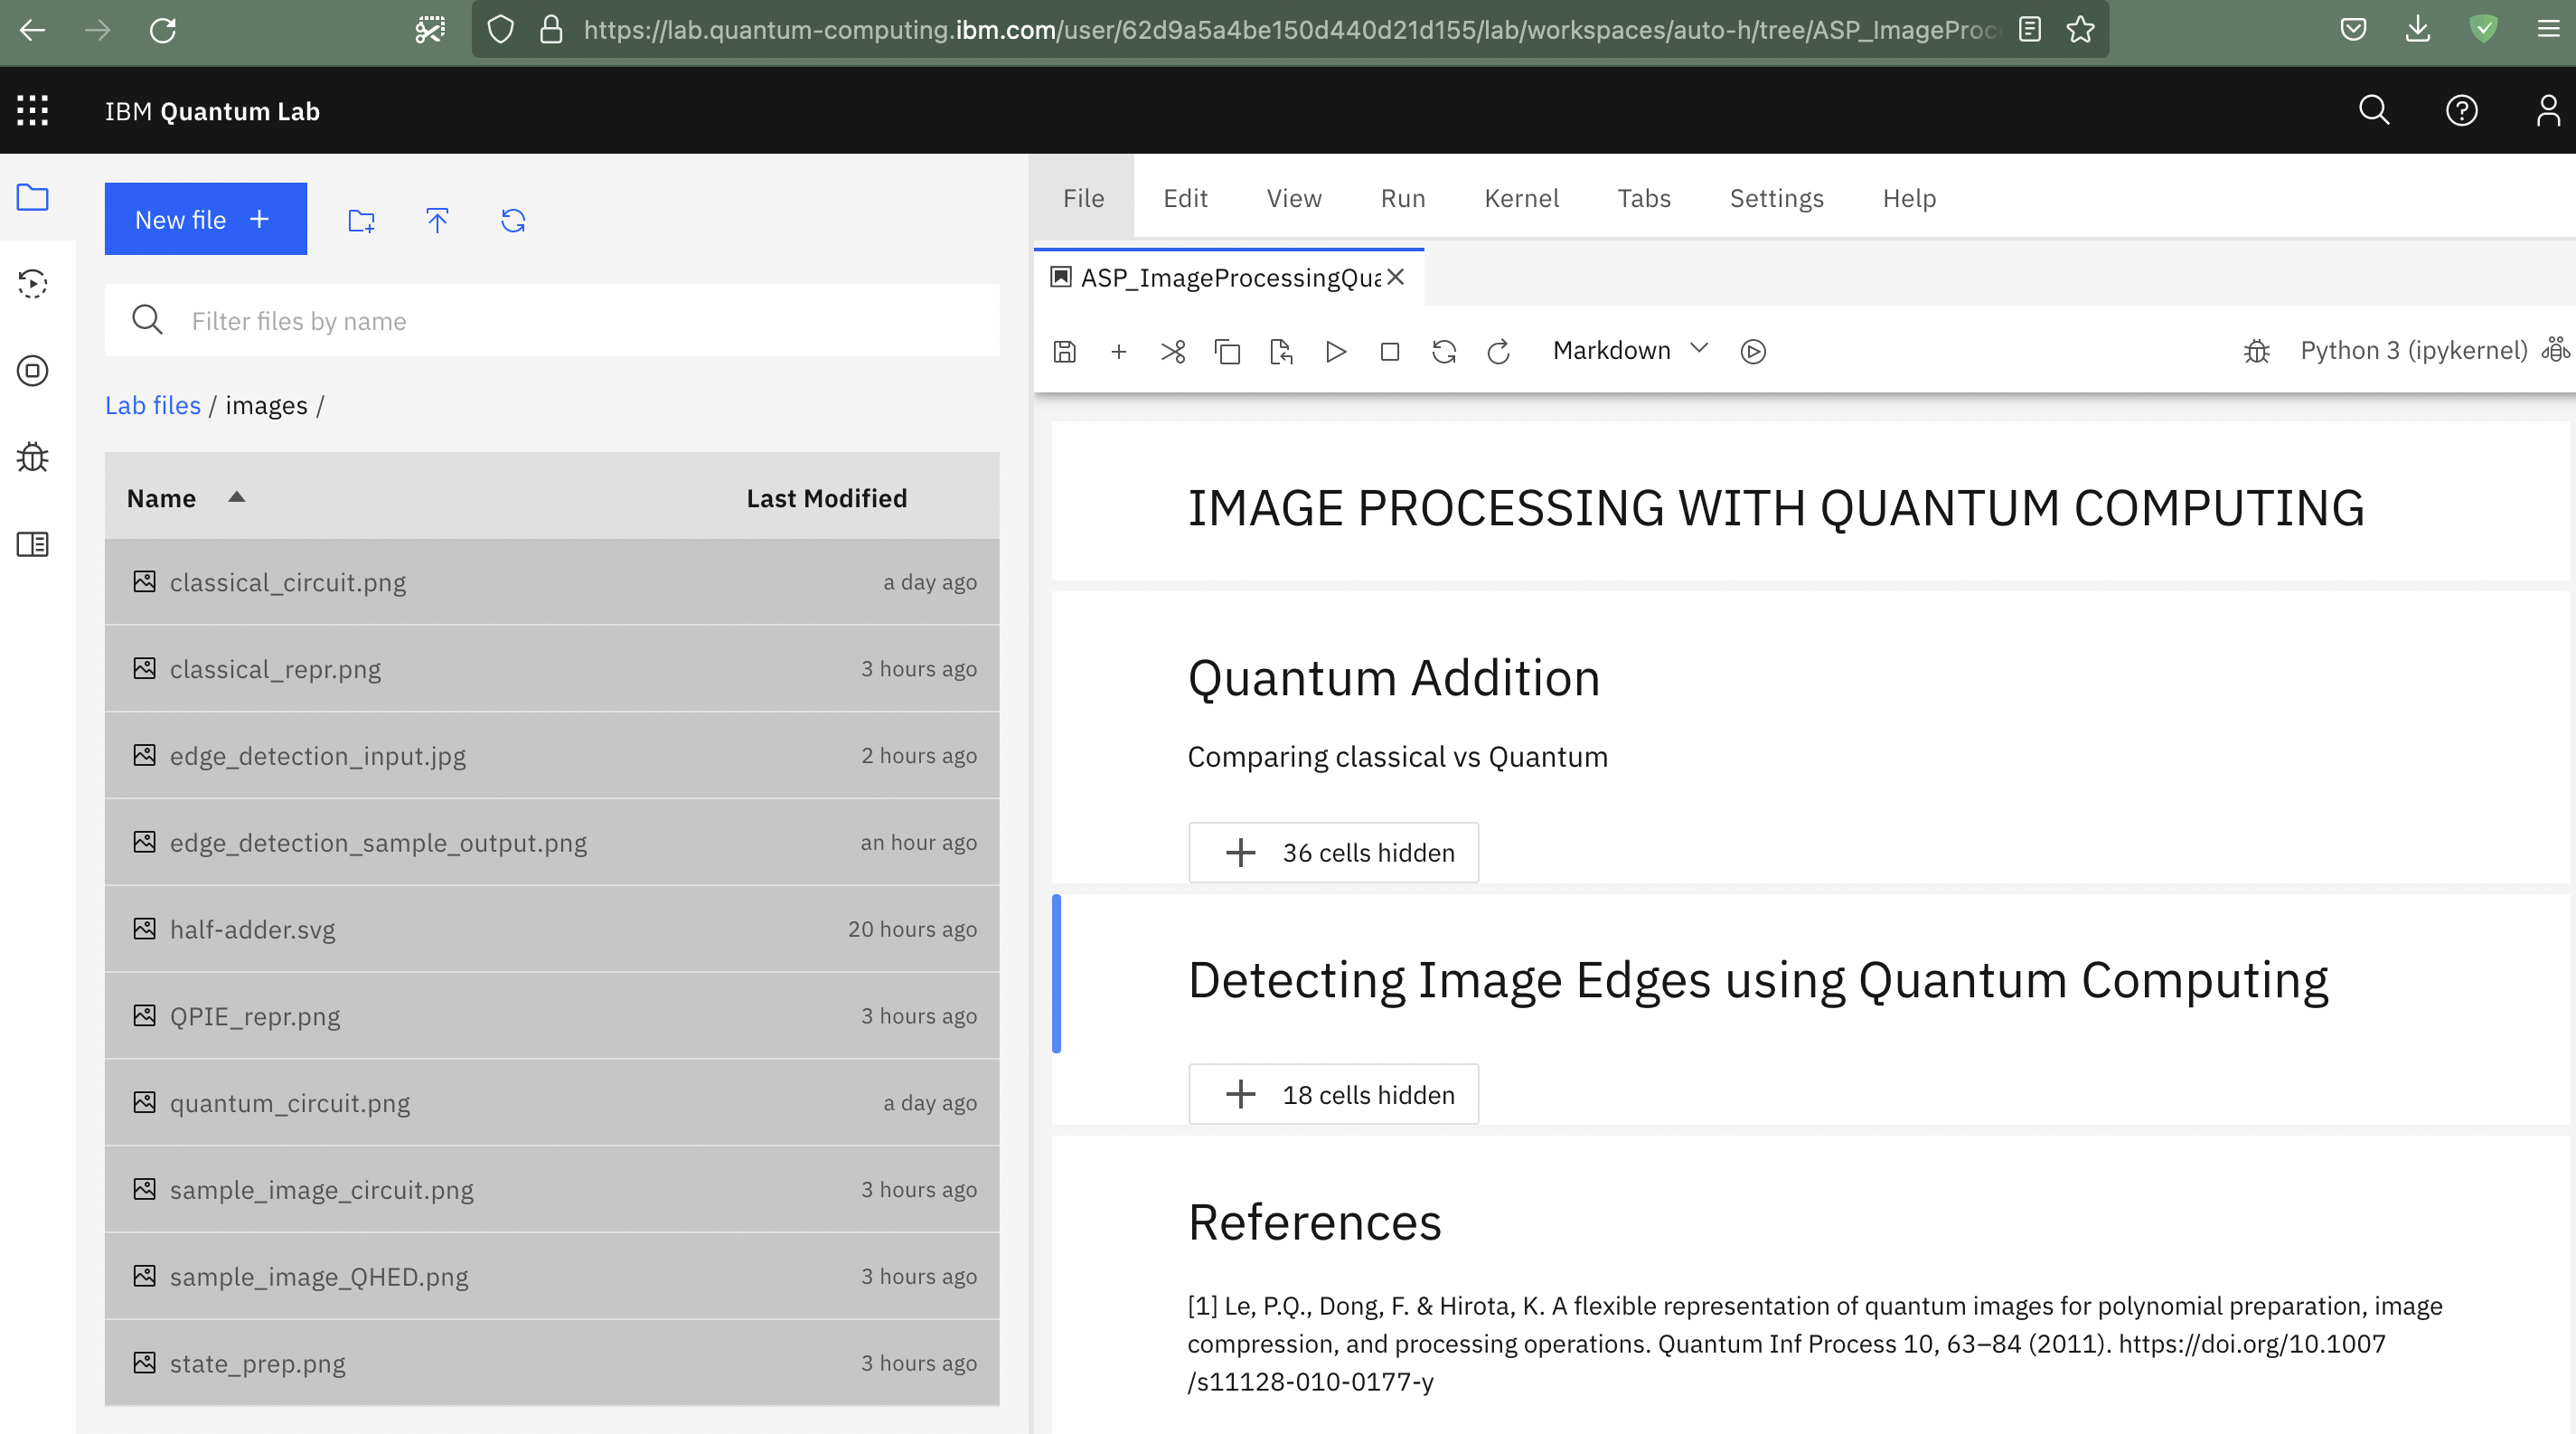 https://lab.quantum-computing.ibm.com/user/62d9a5a4be150d440d21d155/lab/workspaces/auto-h/tree/ASP_ImageProc
IBM Quantum Lab
New file +
Filter files by name
Lab files / images /
Name Last Modified
classical_circuit.png a day ago
classical_repr.png 3 hours ago
edge_detection_input.jpg 2 hours ago
edge_detection_sample_output.png an hour ago
half-adder.svg 20 hours ago
QPIE_repr.png 3 hours ago
quantum_circuit.png a day ago
sample_image_circuit.png 3 hours ago
sample_image_QHED.png 3 hours ago
state_prep.png 3 hours ago
File Edit View Run Kernel Tabs Settings Help
ASP_ImageProcessingQua
Markdown Python 3 (ipykernel)
IMAGE PROCESSING WITH QUANTUM COMPUTING
Quantum Addition
Comparing classical vs Quantum
36 cells hidden
Detecting Image Edges using Quantum Computing
18 cells hidden
References
[1] Le, P.Q., Dong, F. & Hirota, K. A flexible representation of quantum images for polynomial preparation, image
compression, and processing operations. Quantum Inf Process 10, 63–84 (2011). https://doi.org/10.1007
/s11128-010-0177-y